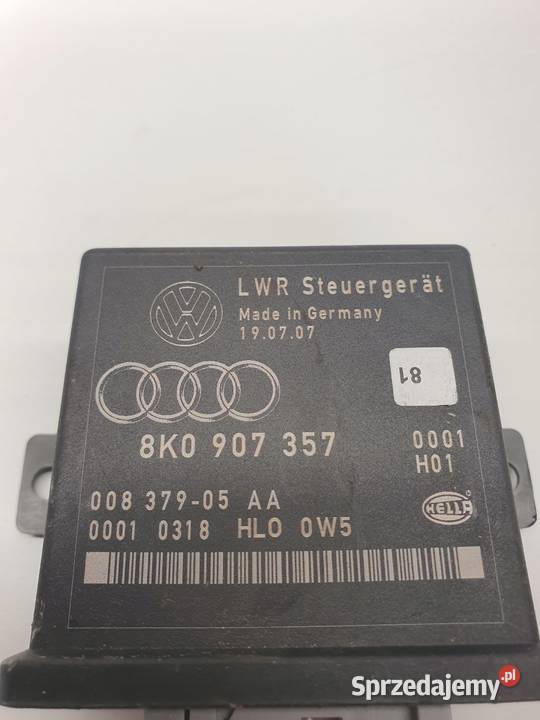 LWR Steuergerät
Made in Germany
19.07.07
81
8K0 907 357
0001
H01
008 379-05 AA
0001 0318 HL0 0W5
HELLA
Sprzedajemy.pl